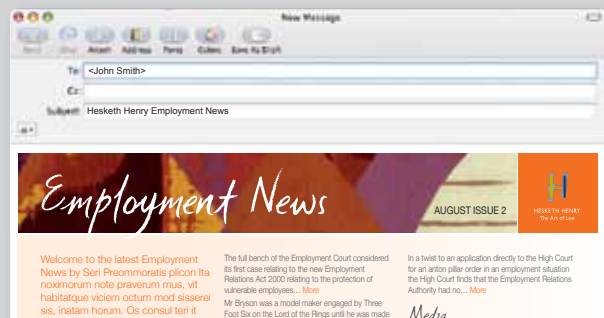 New Message
Send Chat Attach Address Fonts Colors Save As Draft
To: <John Smith>
Cc:
Subject: Hesketh Henry Employment News
Employment News
AUGUST ISSUE 2
HESKETH HENRY
The Art of Law
Welcome to the latest Employment
News by Seri Preommoratis plicon Ita
noximorum note praverum mus, vit
habitatque viciem octum mod sisserei
sis, inatam horum. Os consul teri it
The full bench of the Employment Court considered
its first case relating to the new Employment
Relations Act 2000 relating to the protection of
vulnerable employees... More
Mr Bryson was a model maker engaged by Three
Foot Six on the Lord of the Rings until he was made
In a twist to an application directly to the High Court
for an anton pillar order in an employment situation
the High Court finds that the Employment Relations
Authority had no... More
Media